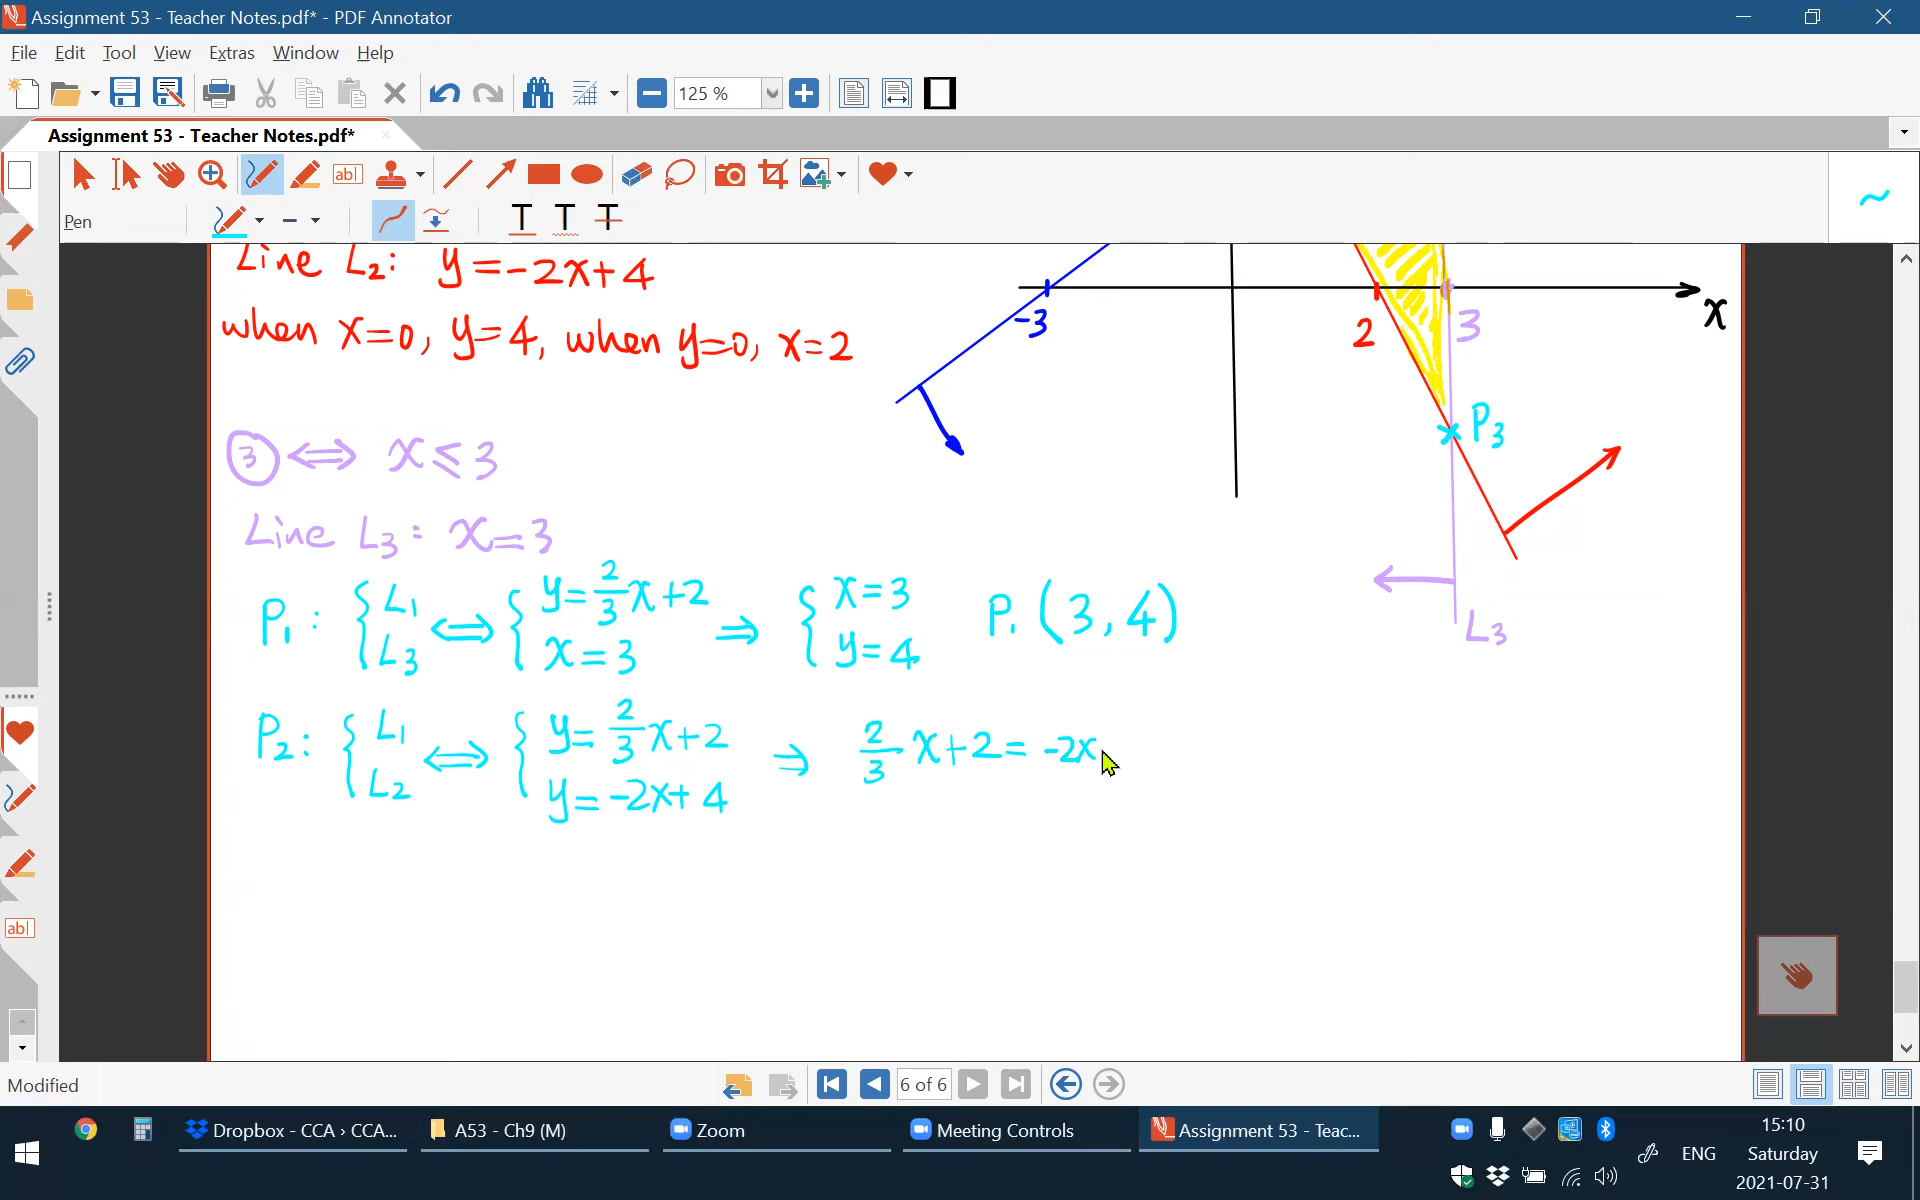 Assignment 53 - Teacher Notes.pdf* - PDF Annotator
File Edit Tool View Extras Window Help
125 %
Assignment 53 - Teacher Notes.pdf*
ab|
Pen
T T T
Line L₂: y=-2x+4
when x=0, y=4, when y=0, x=2
-3
2
3
x
P₃
③ ⇔ x ≤ 3
Line L₃: x=3
L₃
P₁: { L₁ L₃ ⇔ { y=2/3x+2 x=3 ⇒ { x=3 y=4 P₁(3,4)
P₂: { L₁ L₂ ⇔ { y=2/3x+2 y=-2x+4 ⇒ 2/3x+2=-2x
ab|
Modified
6 of 6
Dropbox - CCA › CCA...
A53 - Ch9 (M)
Zoom
Meeting Controls
Assignment 53 - Teac...
ENG
15:10
Saturday
2021-07-31